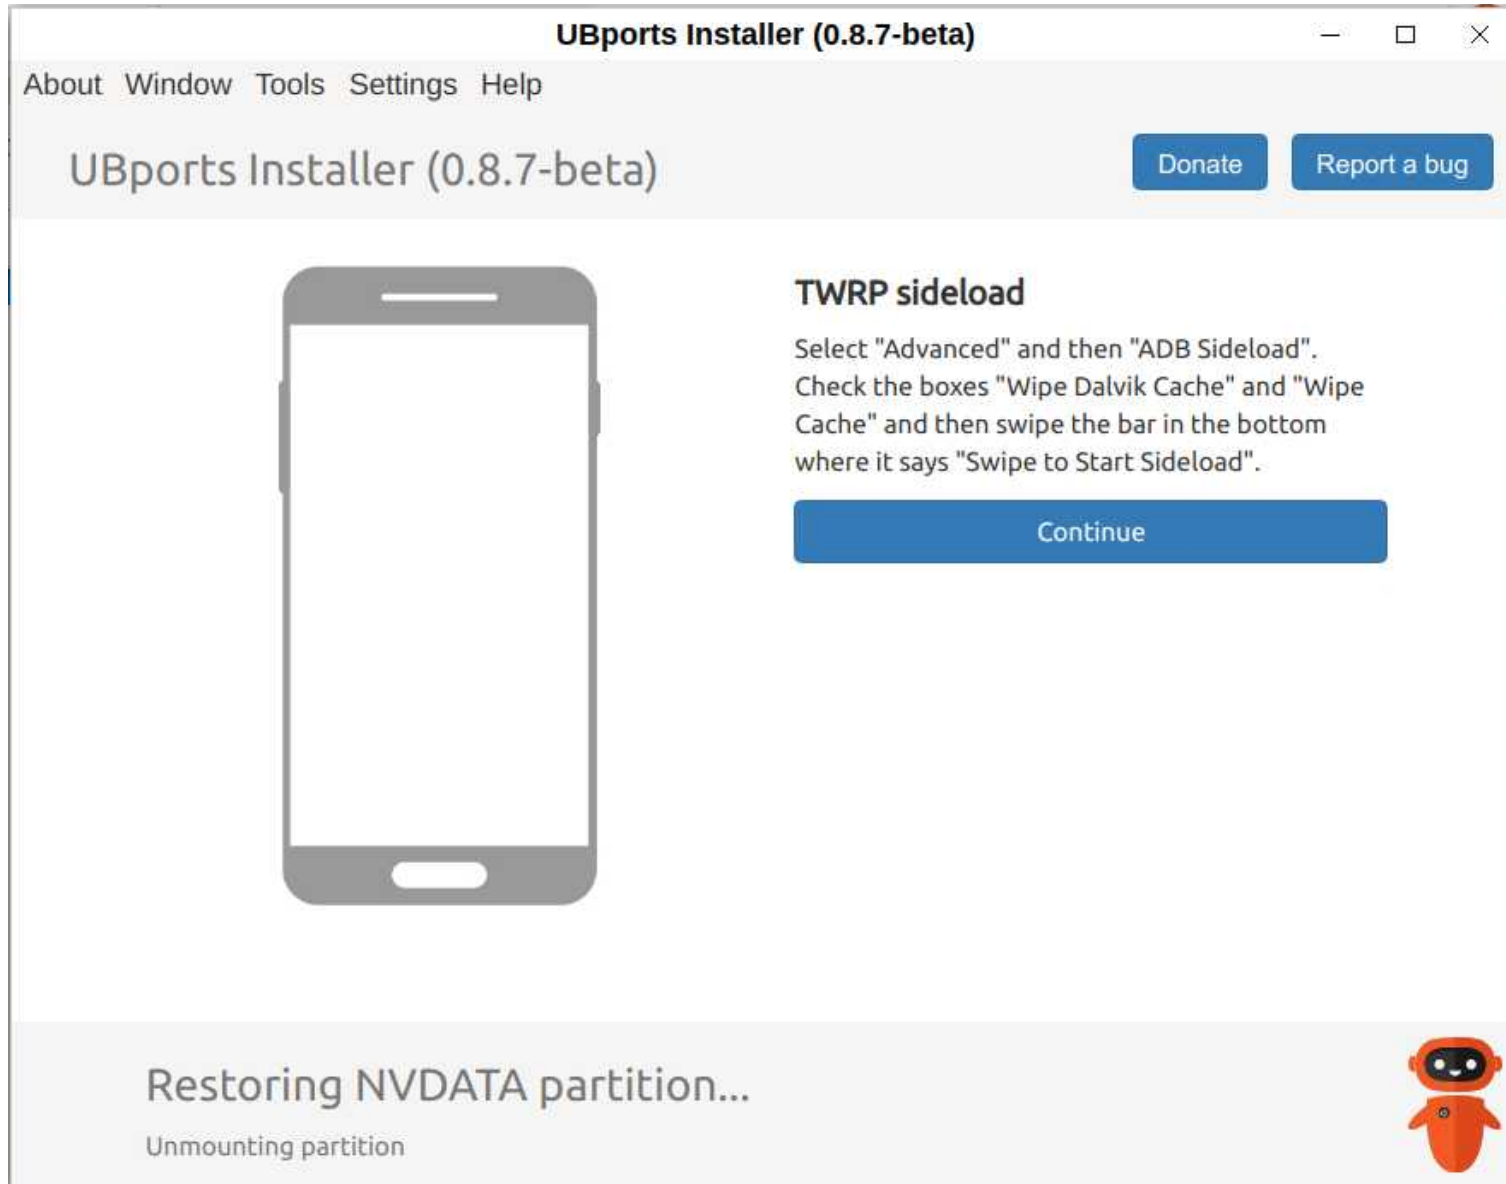 UBports Installer (0.8.7-beta)
About Window Tools Settings Help
UBports Installer (0.8.7-beta)
Donate
Report a bug
TWRP sideload
Select "Advanced" and then "ADB Sideload".
Check the boxes "Wipe Dalvik Cache" and "Wipe
Cache" and then swipe the bar in the bottom
where it says "Swipe to Start Sideload".
Continue
Restoring NVDATA partition...
Unmounting partition